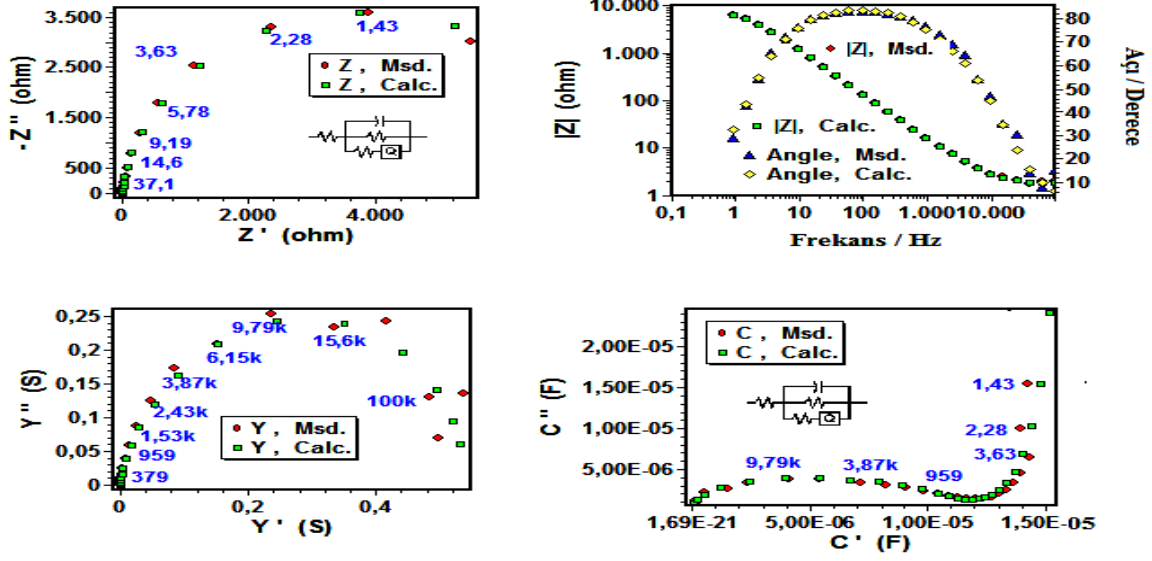 3.500
2.500
1.500
500
0
-Z'' (ohm)
0
2.000
4.000
Z' (ohm)
1,43
2,28
3,63
5,78
9,19
14,6
37,1
Z , Msd.
Z , Calc.
Q
10.000
1.000
100
10
1
|Z| (ohm)
80
70
60
50
40
30
20
10
Açı / Derece
0,1
1
10
100
1.000
10.000
Frekans / Hz
|Z|, Msd.
|Z|, Calc.
Angle, Msd.
Angle, Calc.
0,25
0,2
0,15
0,1
0,05
0
Y'' (S)
0
0,2
0,4
Y' (S)
9,79k
15,6k
6,15k
3,87k
2,43k
100k
1,53k
959
379
Y , Msd.
Y , Calc.
2,00E-05
1,50E-05
1,00E-05
5,00E-06
C'' (F)
1,69E-21
5,00E-06
1,00E-05
1,50E-05
C' (F)
C , Msd.
C , Calc.
Q
1,43
2,28
3,63
9,79k
3,87k
959